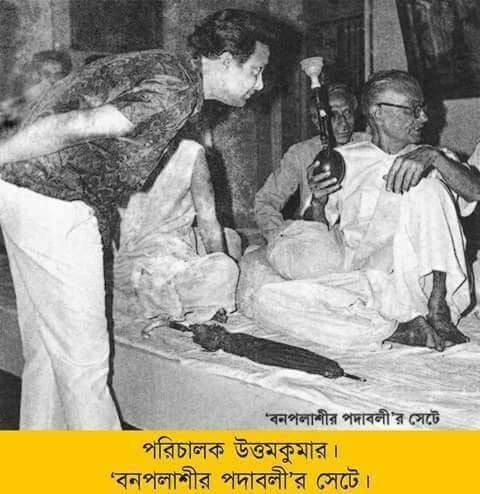 ‘বনপলাশীর পদাবলী’র সেটে
পরিচালক উত্তমকুমার।
‘বনপলাশীর পদাবলী’র সেটে।